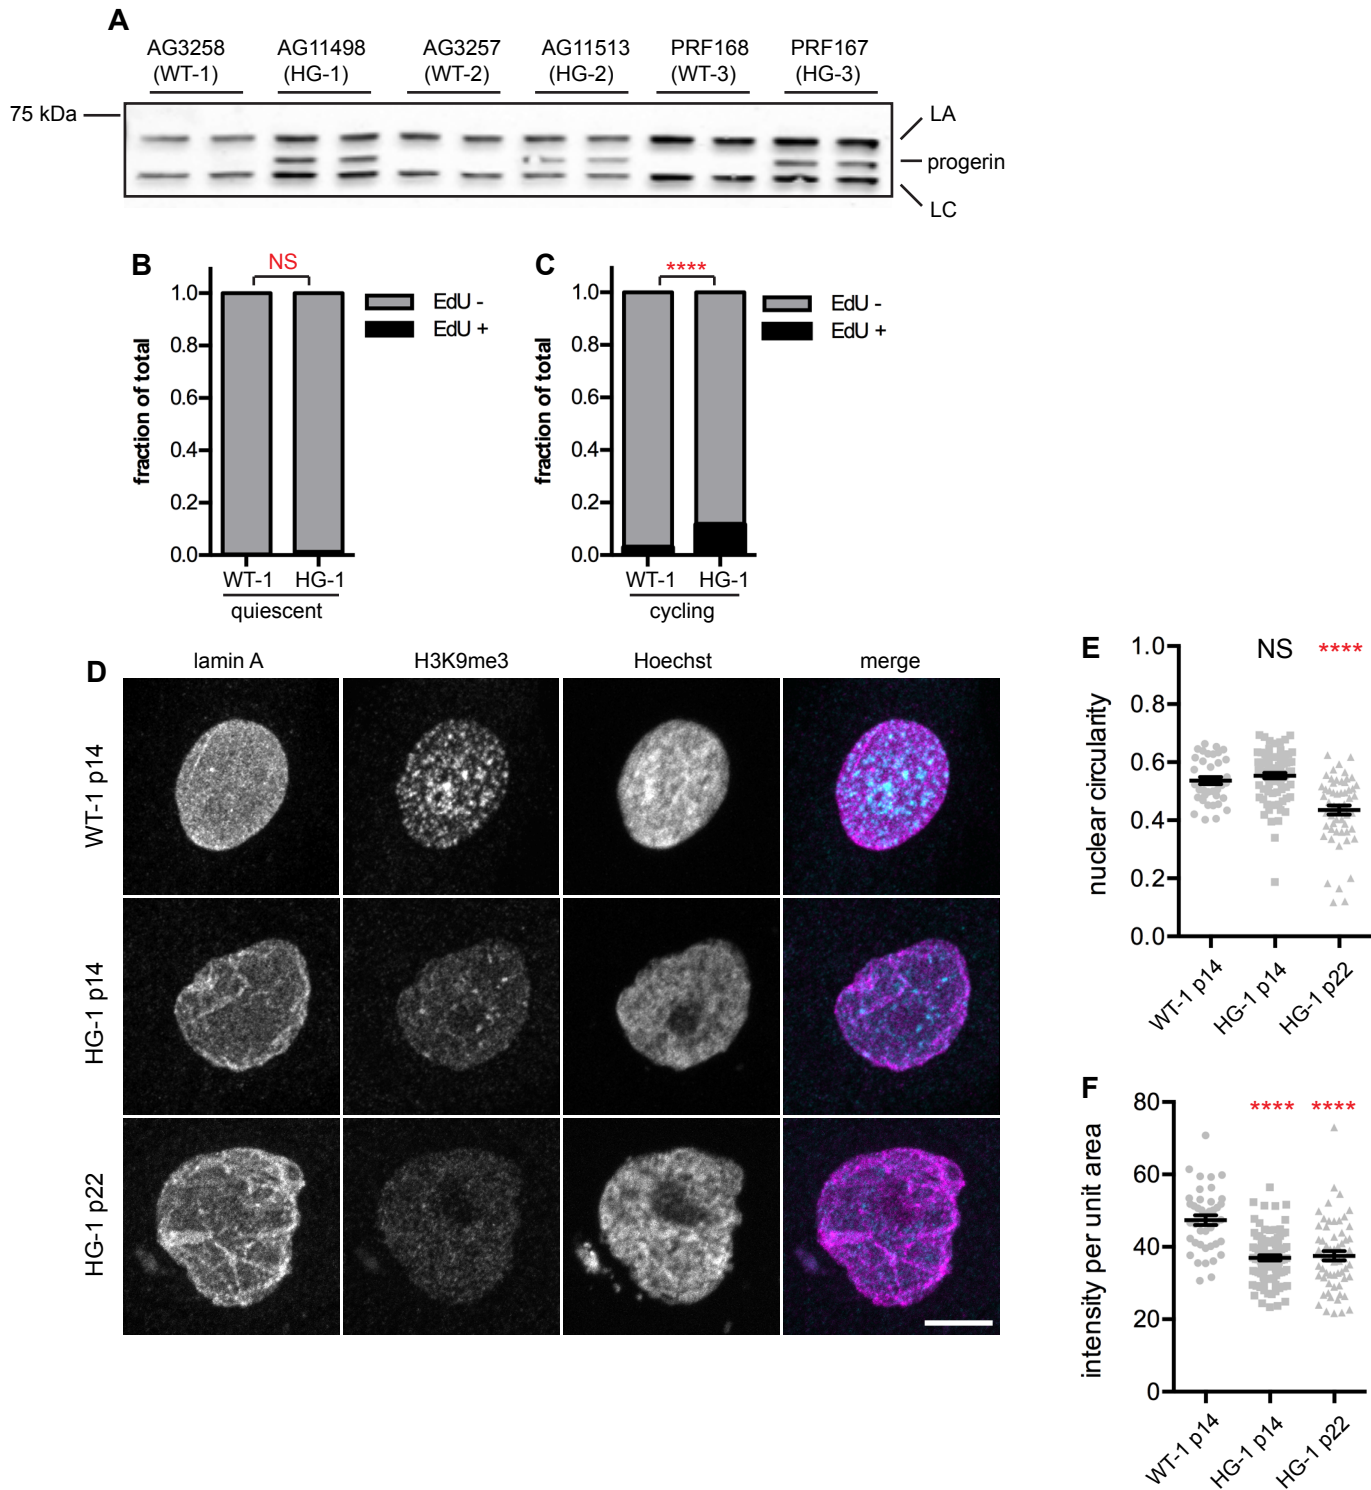 A
AG3258 AG11498 AG3257 AG11513 PRF168 PRF167
(WT-1) (HG-1) (WT-2) (HG-2) (WT-3) (HG-3)
75 kDa
LA
progerin
LC
B
NS
EdU -
EdU +
fraction of total
1.0
0.8
0.6
0.4
0.2
0.0
WT-1 HG-1
quiescent
C
****
EdU -
EdU +
fraction of total
1.0
0.8
0.6
0.4
0.2
0.0
WT-1 HG-1
cycling
D
lamin A H3K9me3 Hoechst merge
WT-1 p14
HG-1 p14
HG-1 p22
E
NS ****
nuclear circularity
1.0
0.8
0.6
0.4
0.2
0.0
WT-1 p14
HG-1 p14
HG-1 p22
F
**** ****
intensity per unit area
80
60
40
20
0
WT-1 p14
HG-1 p14
HG-1 p22